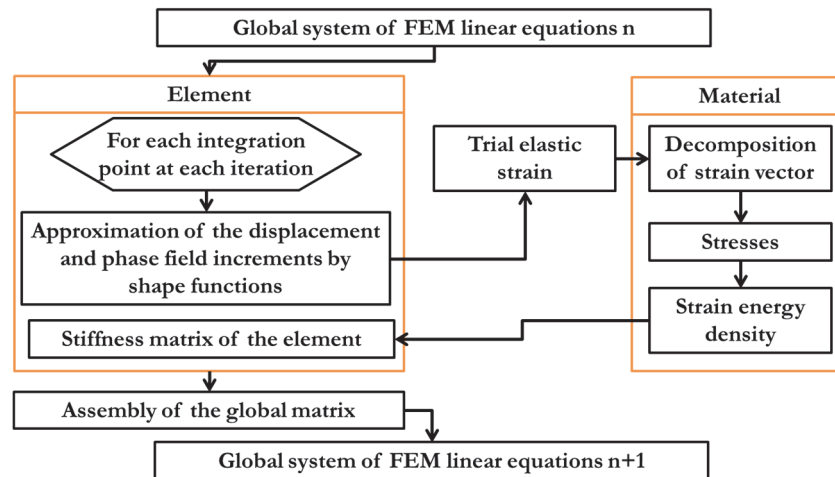 Global system of FEM linear equations n
Element
For each integration
point at each iteration
Approximation of the displacement
and phase field increments by
shape functions
Stiffness matrix of the element
Trial elastic
strain
Material
Decomposition
of strain vector
Stresses
Strain energy
density
Assembly of the global matrix
Global system of FEM linear equations n+1